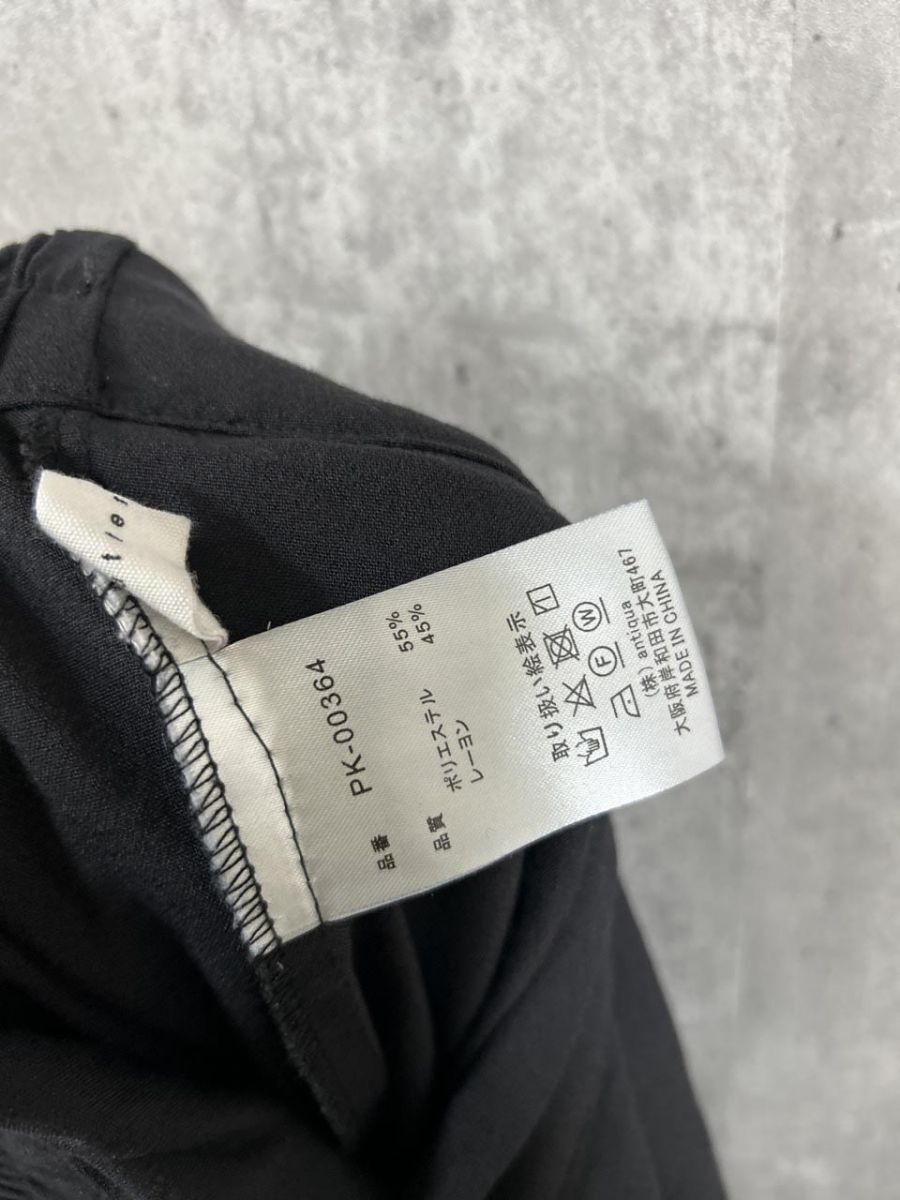 品番 PK-00364
品質 ポリエステル 55%
レーヨン 45%
取り扱い絵表示
F W
(株) antiqua
大阪府岸和田市大町467
MADE IN CHINA